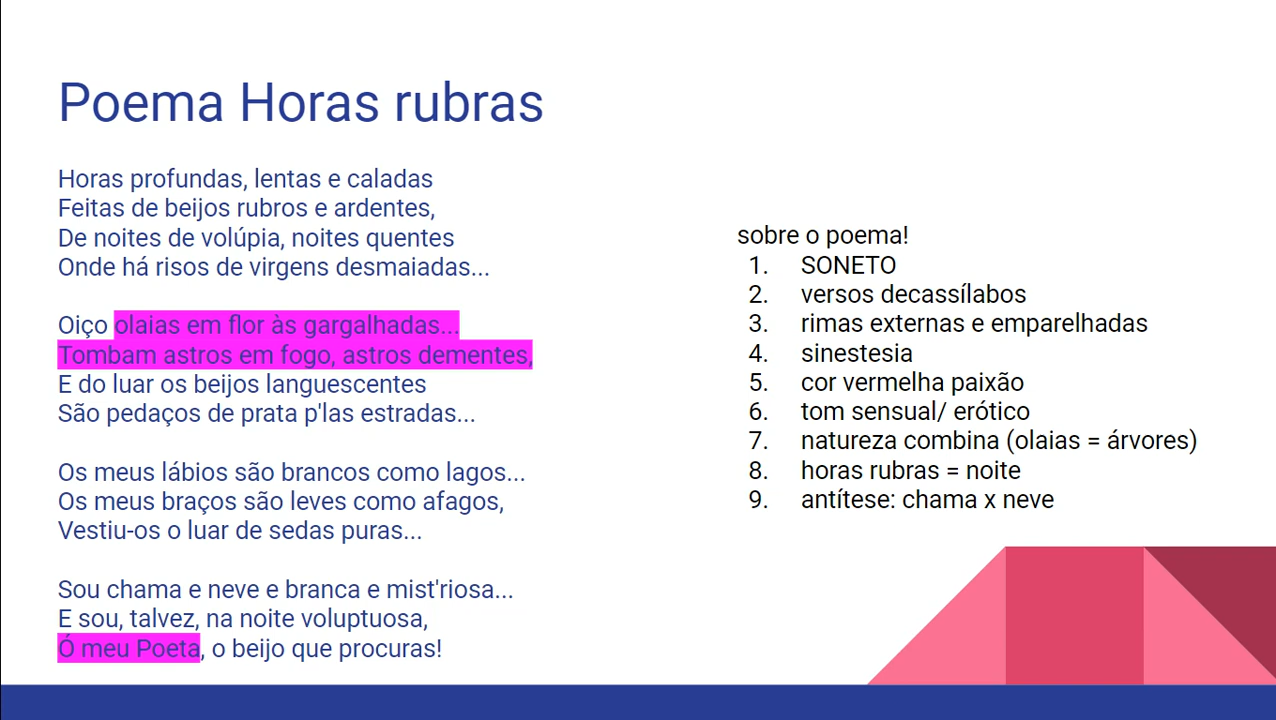 Poema Horas rubras
Horas profundas, lentas e caladas
Feitas de beijos rubros e ardentes,
De noites de volúpia, noites quentes
Onde há risos de virgens desmaiadas...
Oiço olaias em flor às gargalhadas...
Tombam astros em fogo, astros dementes,
E do luar os beijos languescentes
São pedaços de prata p'las estradas...
Os meus lábios são brancos como lagos...
Os meus braços são leves como afagos,
Vestiu-os o luar de sedas puras...
Sou chama e neve e branca e mist'riosa...
E sou, talvez, na noite voluptuosa,
Ó meu Poeta, o beijo que procuras!
sobre o poema!
1. SONETO
2. versos decassílabos
3. rimas externas e emparelhadas
4. sinestesia
5. cor vermelha paixão
6. tom sensual/ erótico
7. natureza combina (olaias = árvores)
8. horas rubras = noite
9. antítese: chama x neve